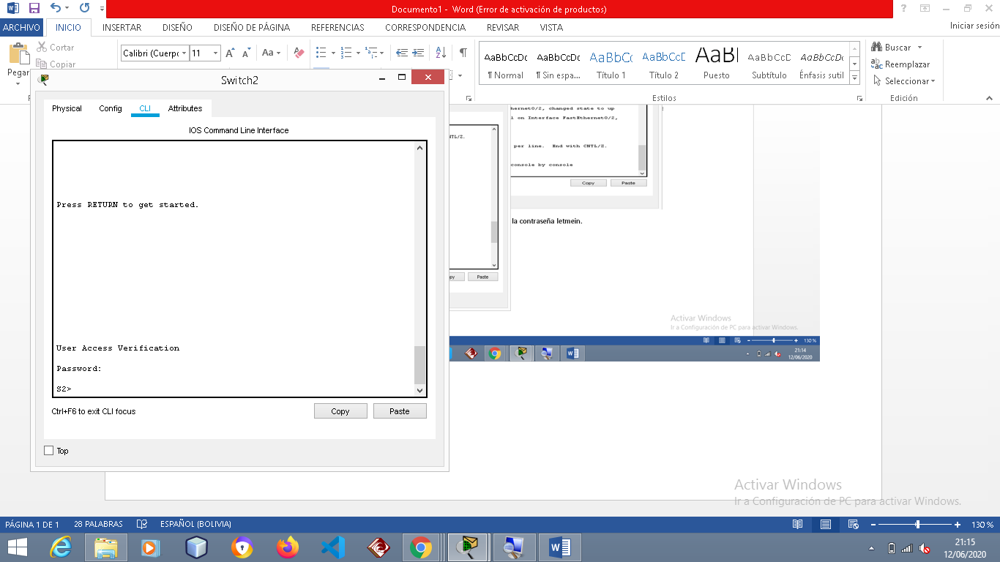 Documento1 - Word (Error de activación de productos)
ARCHIVO INICIO INSERTAR DISEÑO DISEÑO DE PÁGINA REFERENCIAS CORRESPONDENCIA REVISAR VISTA Iniciar sesión
Cortar
Copiar
Pegar
Calibri (Cuerpo 11
Aa
AaBbCcDc AaBbCcDc AaBbCc AaBbCcD AaB AaBbCcD AaBbCcDc
¶ Normal ¶ Sin espa... Título 1 Título 2 Puesto Subtítulo Énfasis sutil
Estilos
Buscar
Reemplazar
Seleccionar
Edición
Switch2
Physical Config CLI Attributes
IOS Command Line Interface
Press RETURN to get started.
User Access Verification
Password:
S2>
Ctrl+F6 to exit CLI focus
Copy Paste
Top
hernet0/2, changed state to up
l on Interface FastEthernet0/2,
NTL/Z.
per line. End with CNTL/Z.
console by console
Copy Paste
la contraseña letmein.
py Paste
Activar Windows
Ir a Configuración de PC para activar Windows.
130 %
21:14
12/06/2020
Activar Windows
Ir a Configuración de PC para activar Windows.
PÁGINA 1 DE 1 28 PALABRAS ESPAÑOL (BOLIVIA) 130 %
21:15
12/06/2020